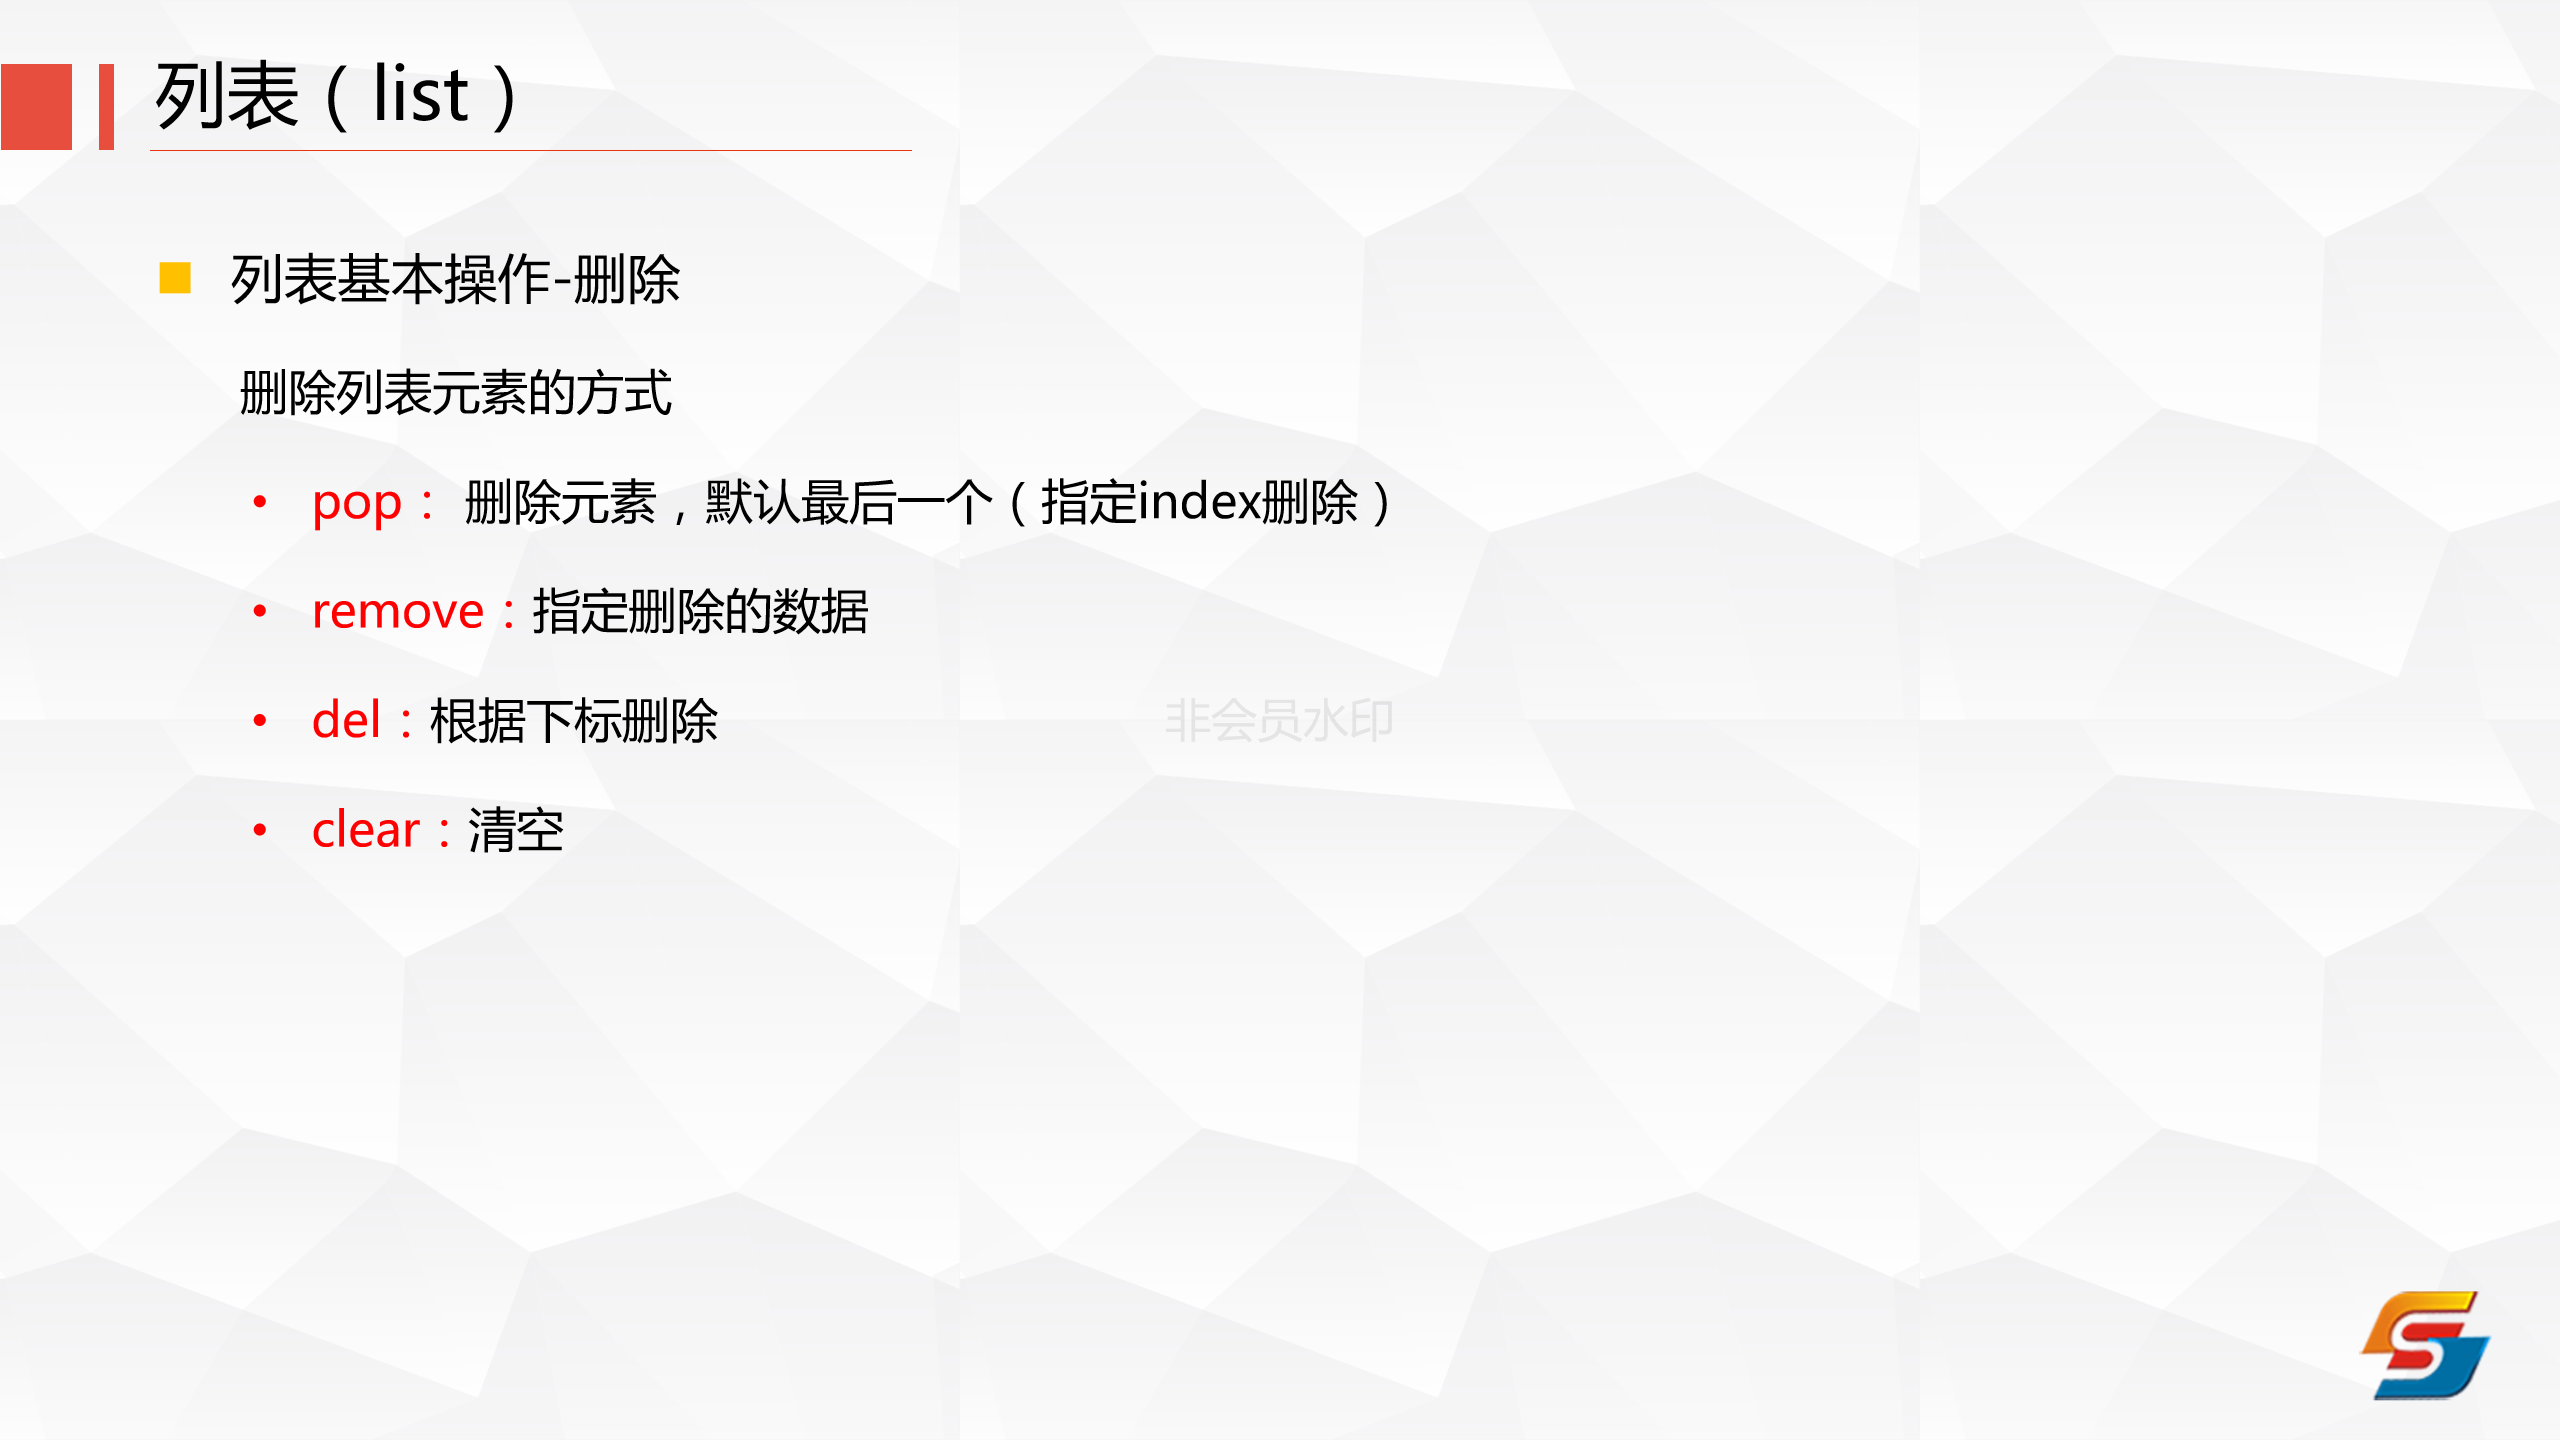 列表（list）
列表基本操作-删除
删除列表元素的方式
• pop： 删除元素，默认最后一个（指定index删除）
• remove：指定删除的数据
• del：根据下标删除
• clear：清空
非会员水印